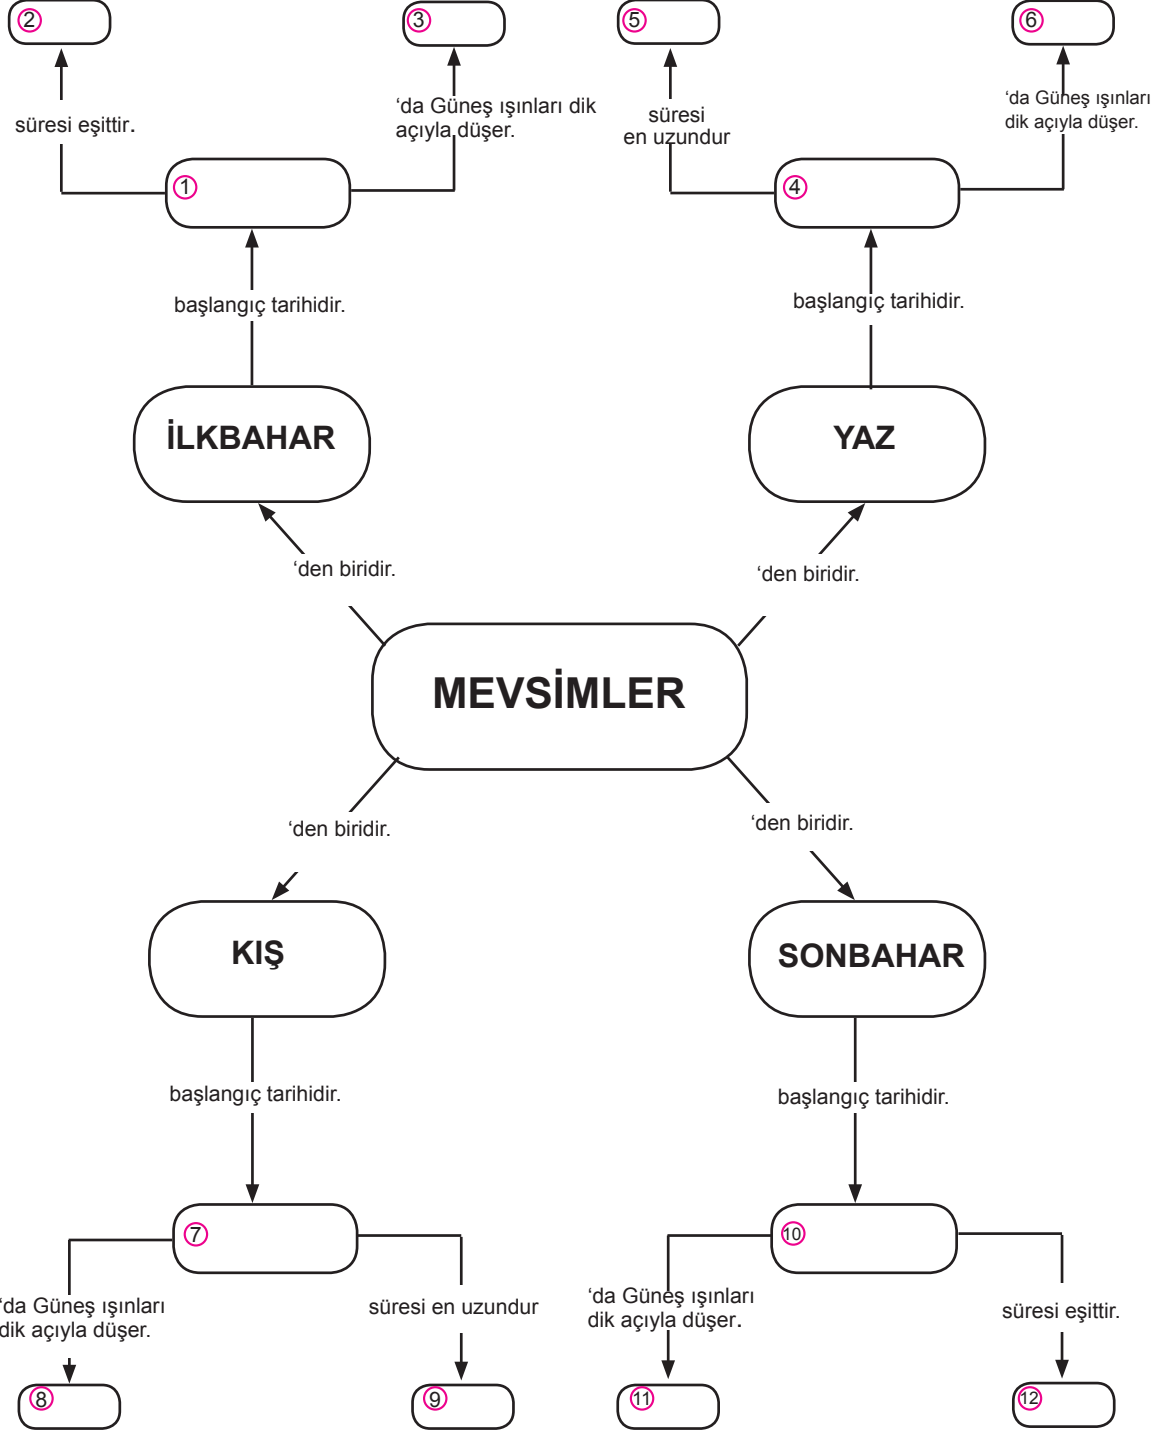 2
3
5
6
süresi eşittir.
'da Güneş ışınları dik
açıyla düşer.
süresi
en uzundur
'da Güneş ışınları
dik açıyla düşer.
1
4
başlangıç tarihidir.
başlangıç tarihidir.
İLKBAHAR
YAZ
'den biridir.
'den biridir.
MEVSİMLER
'den biridir.
'den biridir.
KIŞ
SONBAHAR
başlangıç tarihidir.
başlangıç tarihidir.
7
10
'da Güneş ışınları
dik açıyla düşer.
süresi en uzundur
'da Güneş ışınları
dik açıyla düşer.
süresi eşittir.
8
9
11
12